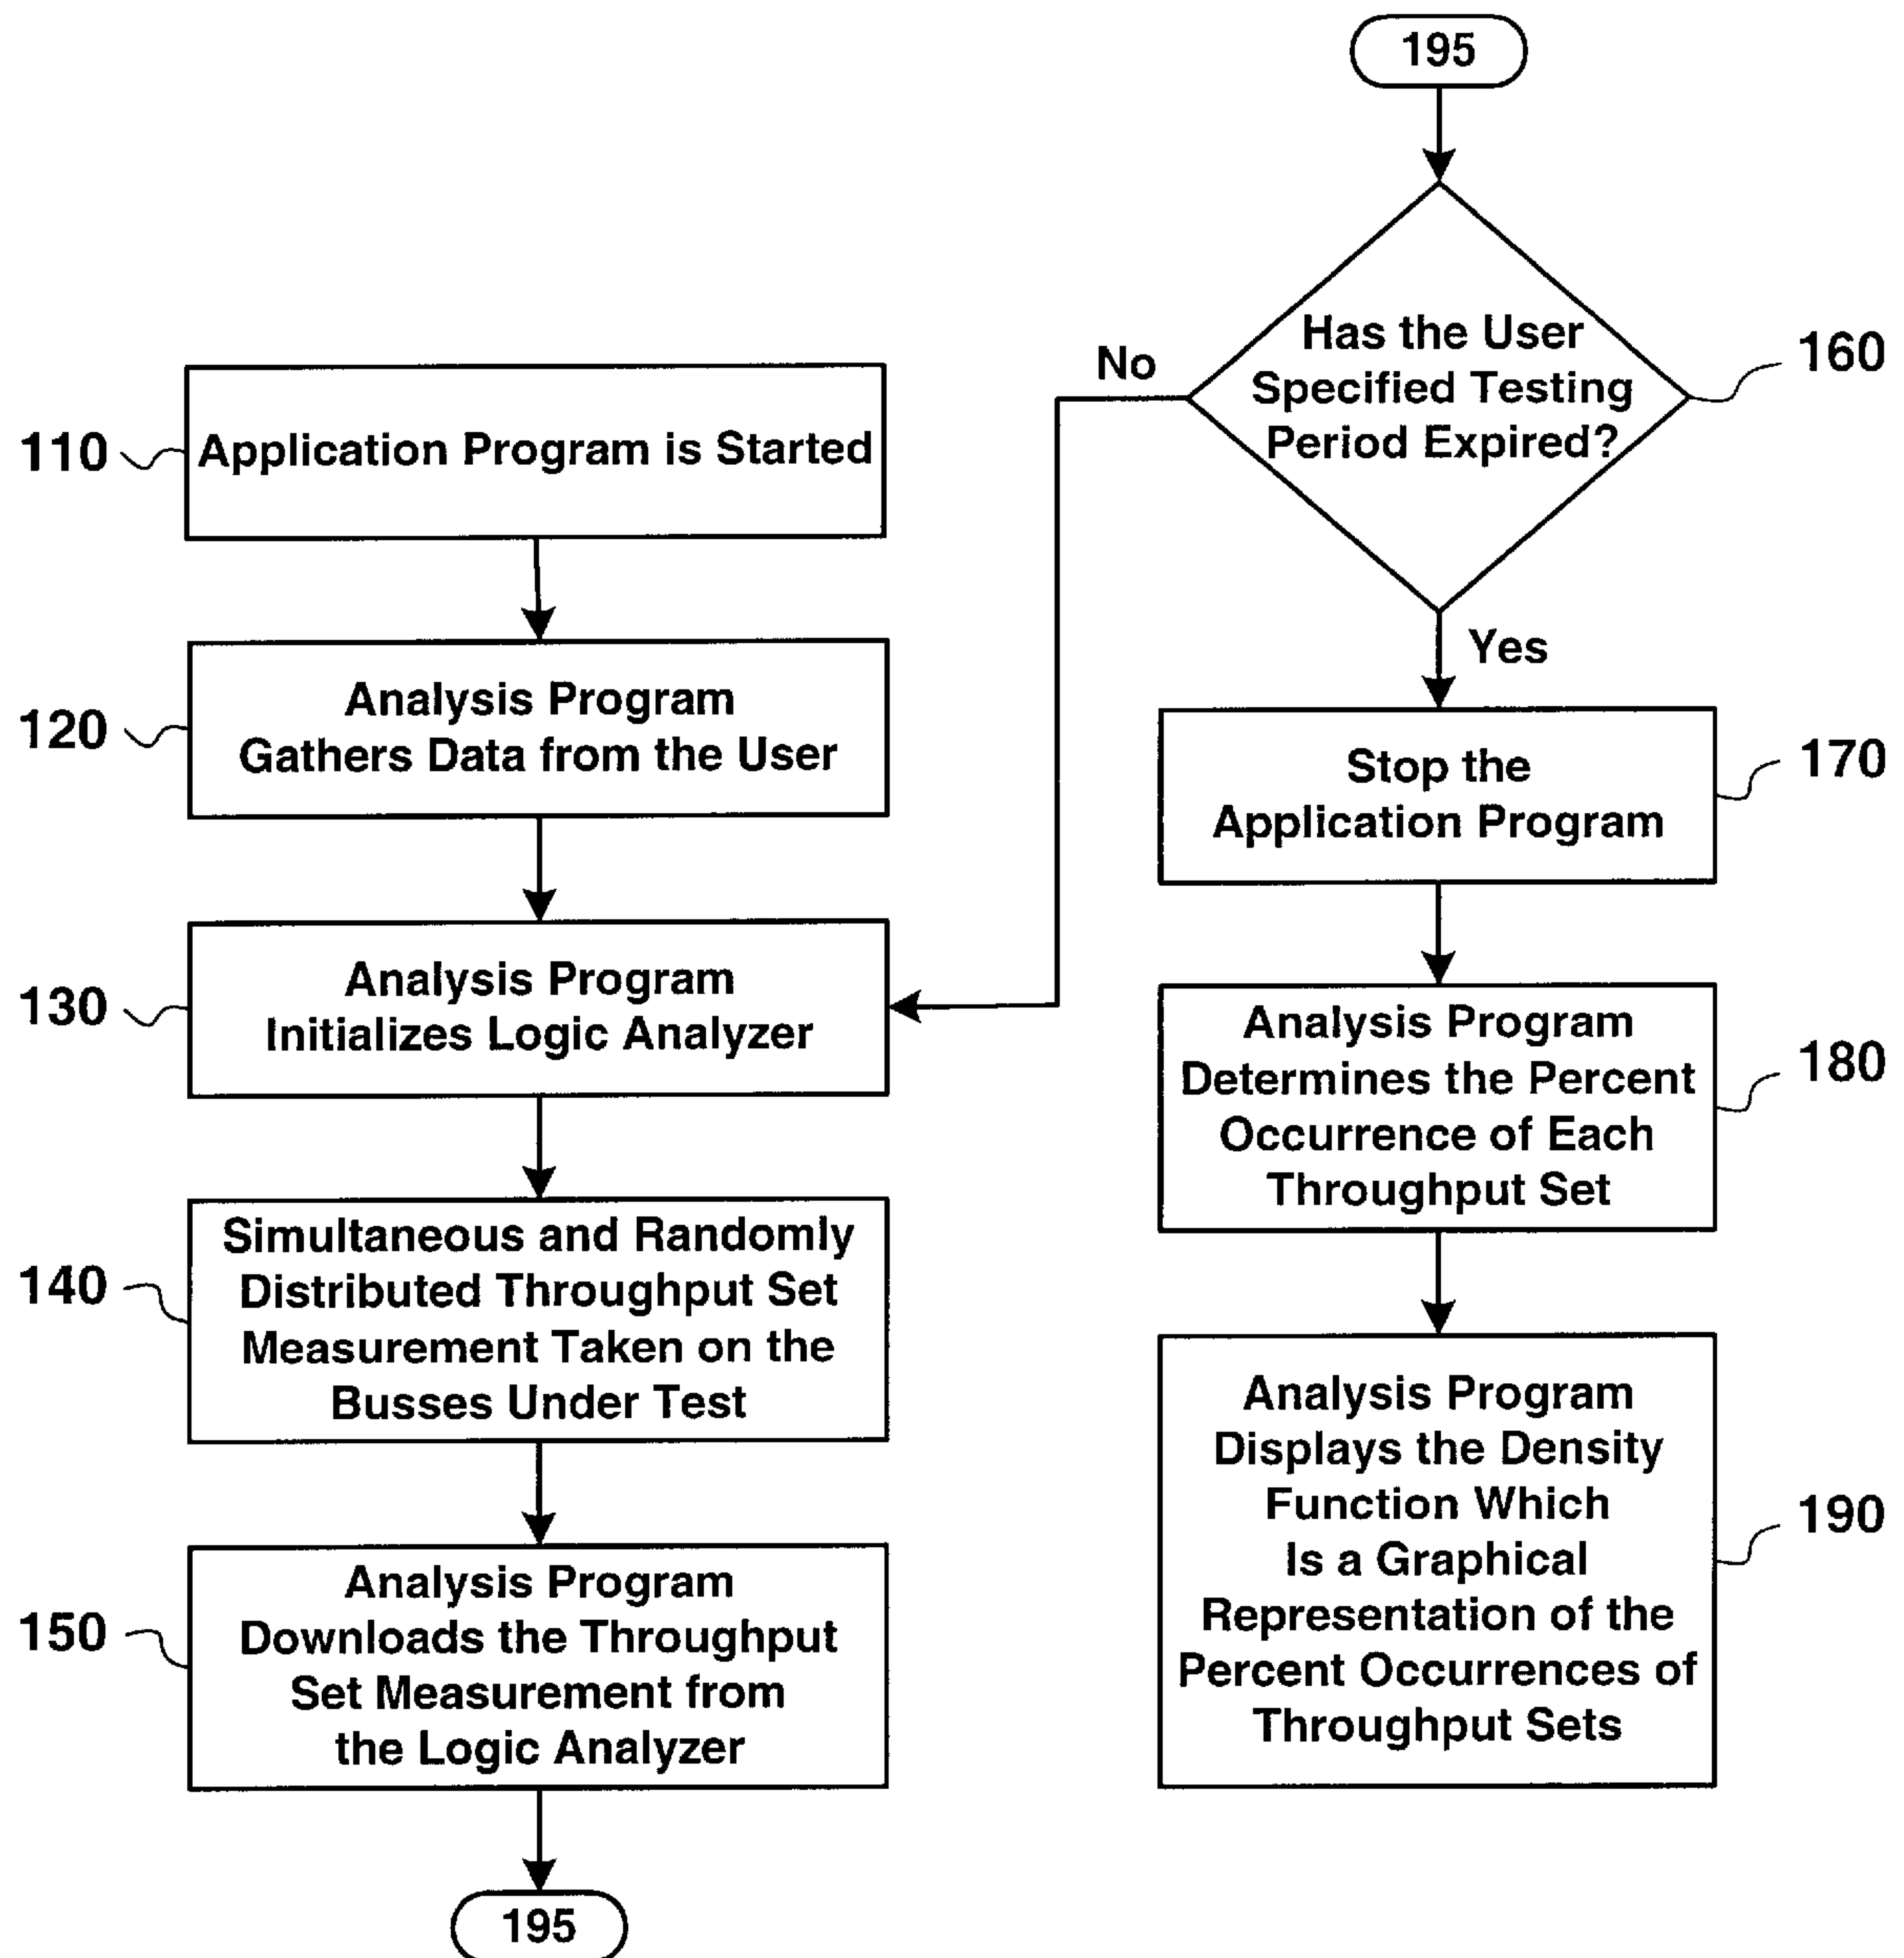 110
Application Program is Started
120
Analysis Program
Gathers Data from the User
130
Analysis Program
Initializes Logic Analyzer
140
Simultaneous and Randomly
Distributed Throughput Set
Measurement Taken on the
Busses Under Test
150
Analysis Program
Downloads the Throughput
Set Measurement from
the Logic Analyzer
195
195
Has the User
Specified Testing
Period Expired?
160
No
Yes
Stop the
Application Program
170
Analysis Program
Determines the Percent
Occurrence of Each
Throughput Set
180
Analysis Program
Displays the Density
Function Which
Is a Graphical
Representation of the
Percent Occurrences of
Throughput Sets
190